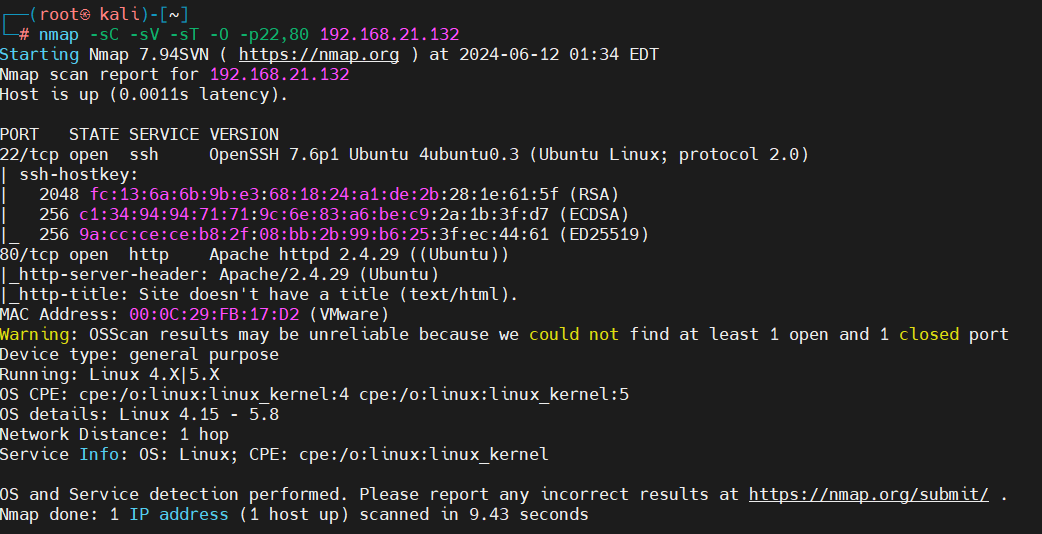 ┌──(root㉿ kali)-[~]
└─# nmap -sC -sV -sT -O -p22,80 192.168.21.132
Starting Nmap 7.94SVN ( https://nmap.org ) at 2024-06-12 01:34 EDT
Nmap scan report for 192.168.21.132
Host is up (0.0011s latency).
PORT   STATE SERVICE VERSION
22/tcp open  ssh     OpenSSH 7.6p1 Ubuntu 4ubuntu0.3 (Ubuntu Linux; protocol 2.0)
| ssh-hostkey:
|   2048 fc:13:6a:6b:9b:e3:68:18:24:a1:de:2b:28:1e:61:5f (RSA)
|   256 c1:34:94:94:71:71:9c:6e:83:a6:be:c9:2a:1b:3f:d7 (ECDSA)
|_  256 9a:cc:ce:ce:b8:2f:08:bb:2b:99:b6:25:3f:ec:44:61 (ED25519)
80/tcp open  http    Apache httpd 2.4.29 ((Ubuntu))
|_http-server-header: Apache/2.4.29 (Ubuntu)
|_http-title: Site doesn't have a title (text/html).
MAC Address: 00:0C:29:FB:17:D2 (VMware)
Warning: OSScan results may be unreliable because we could not find at least 1 open and 1 closed port
Device type: general purpose
Running: Linux 4.X|5.X
OS CPE: cpe:/o:linux:linux_kernel:4 cpe:/o:linux:linux_kernel:5
OS details: Linux 4.15 - 5.8
Network Distance: 1 hop
Service Info: OS: Linux; CPE: cpe:/o:linux:linux_kernel
OS and Service detection performed. Please report any incorrect results at https://nmap.org/submit/ .
Nmap done: 1 IP address (1 host up) scanned in 9.43 seconds